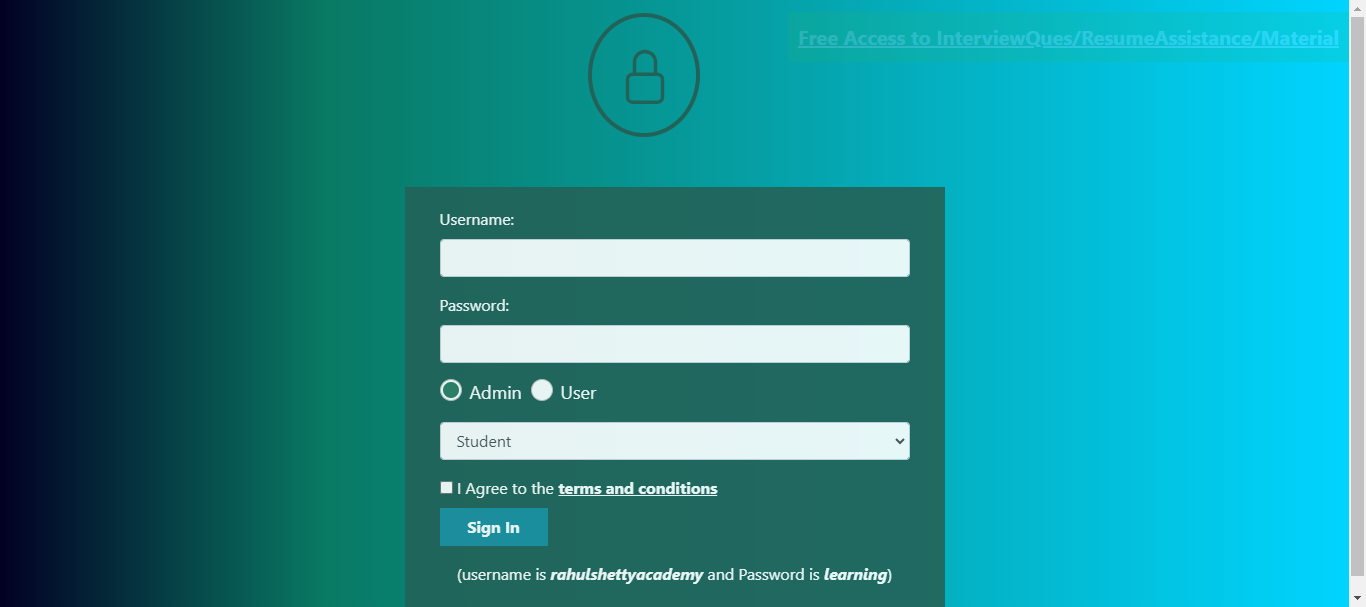 Free Access to InterviewQues/ResumeAssistance/Material
Username:
Password:
Admin User
Student
I Agree to the terms and conditions
Sign In
(username is rahulshettyacademy and Password is learning)